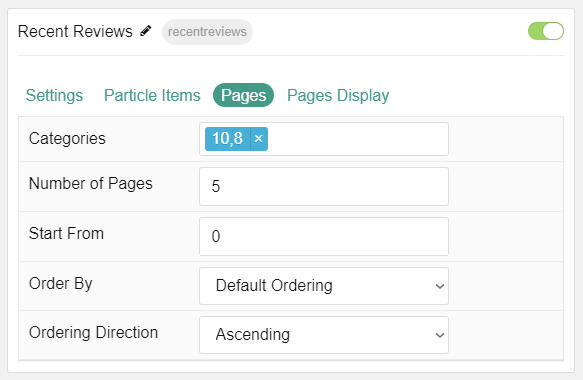 Recent Reviews recentreviews
Settings Particle Items Pages Pages Display
Categories 10,8 ×
Number of Pages 5
Start From 0
Order By Default Ordering
Ordering Direction Ascending